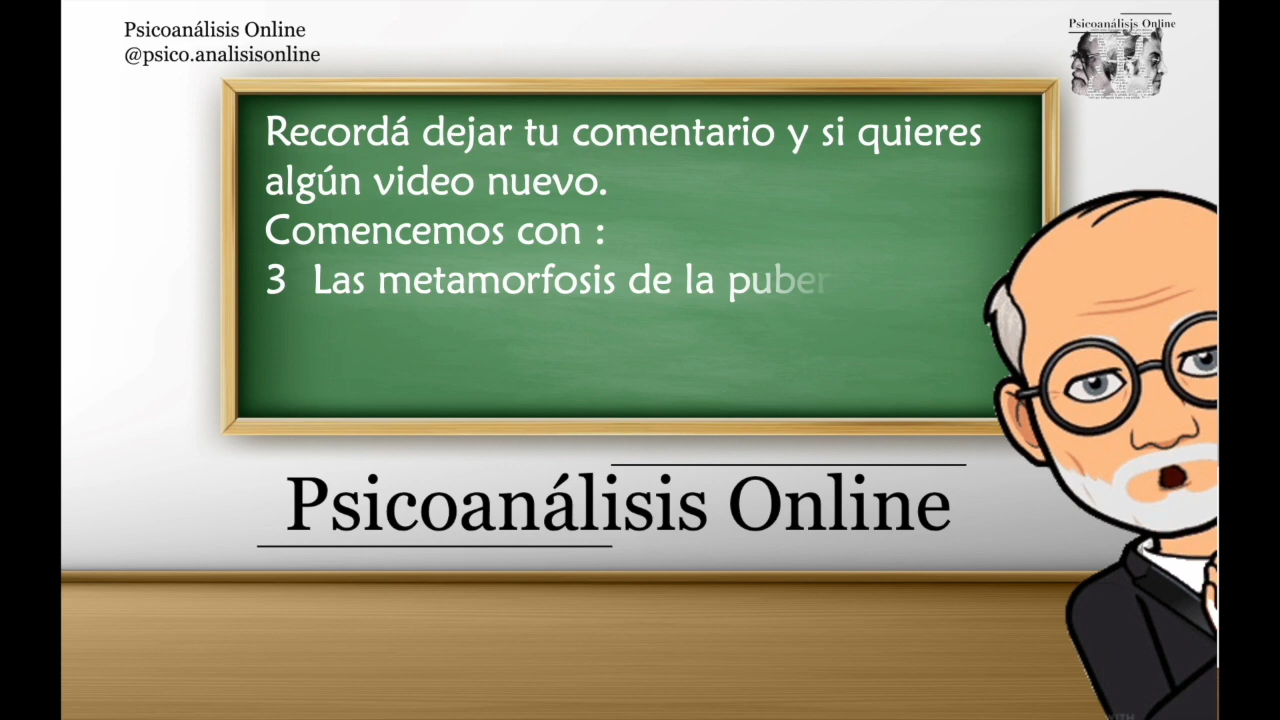 Psicoanálisis Online
@psico.analisisonline
Psicoanálisis Online
Recordá dejar tu comentario y si quieres
algún video nuevo.
Comencemos con :
3 Las metamorfosis de la puber
Psicoanálisis Online